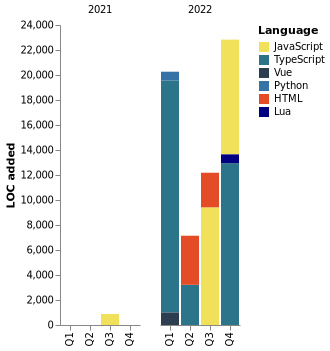 2021
2022
Language
JavaScript
TypeScript
Vue
Python
HTML
Lua
LOC added
24,000
22,000
20,000
18,000
16,000
14,000
12,000
10,000
8,000
6,000
4,000
2,000
0
Q1
Q2
Q3
Q4
Q1
Q2
Q3
Q4